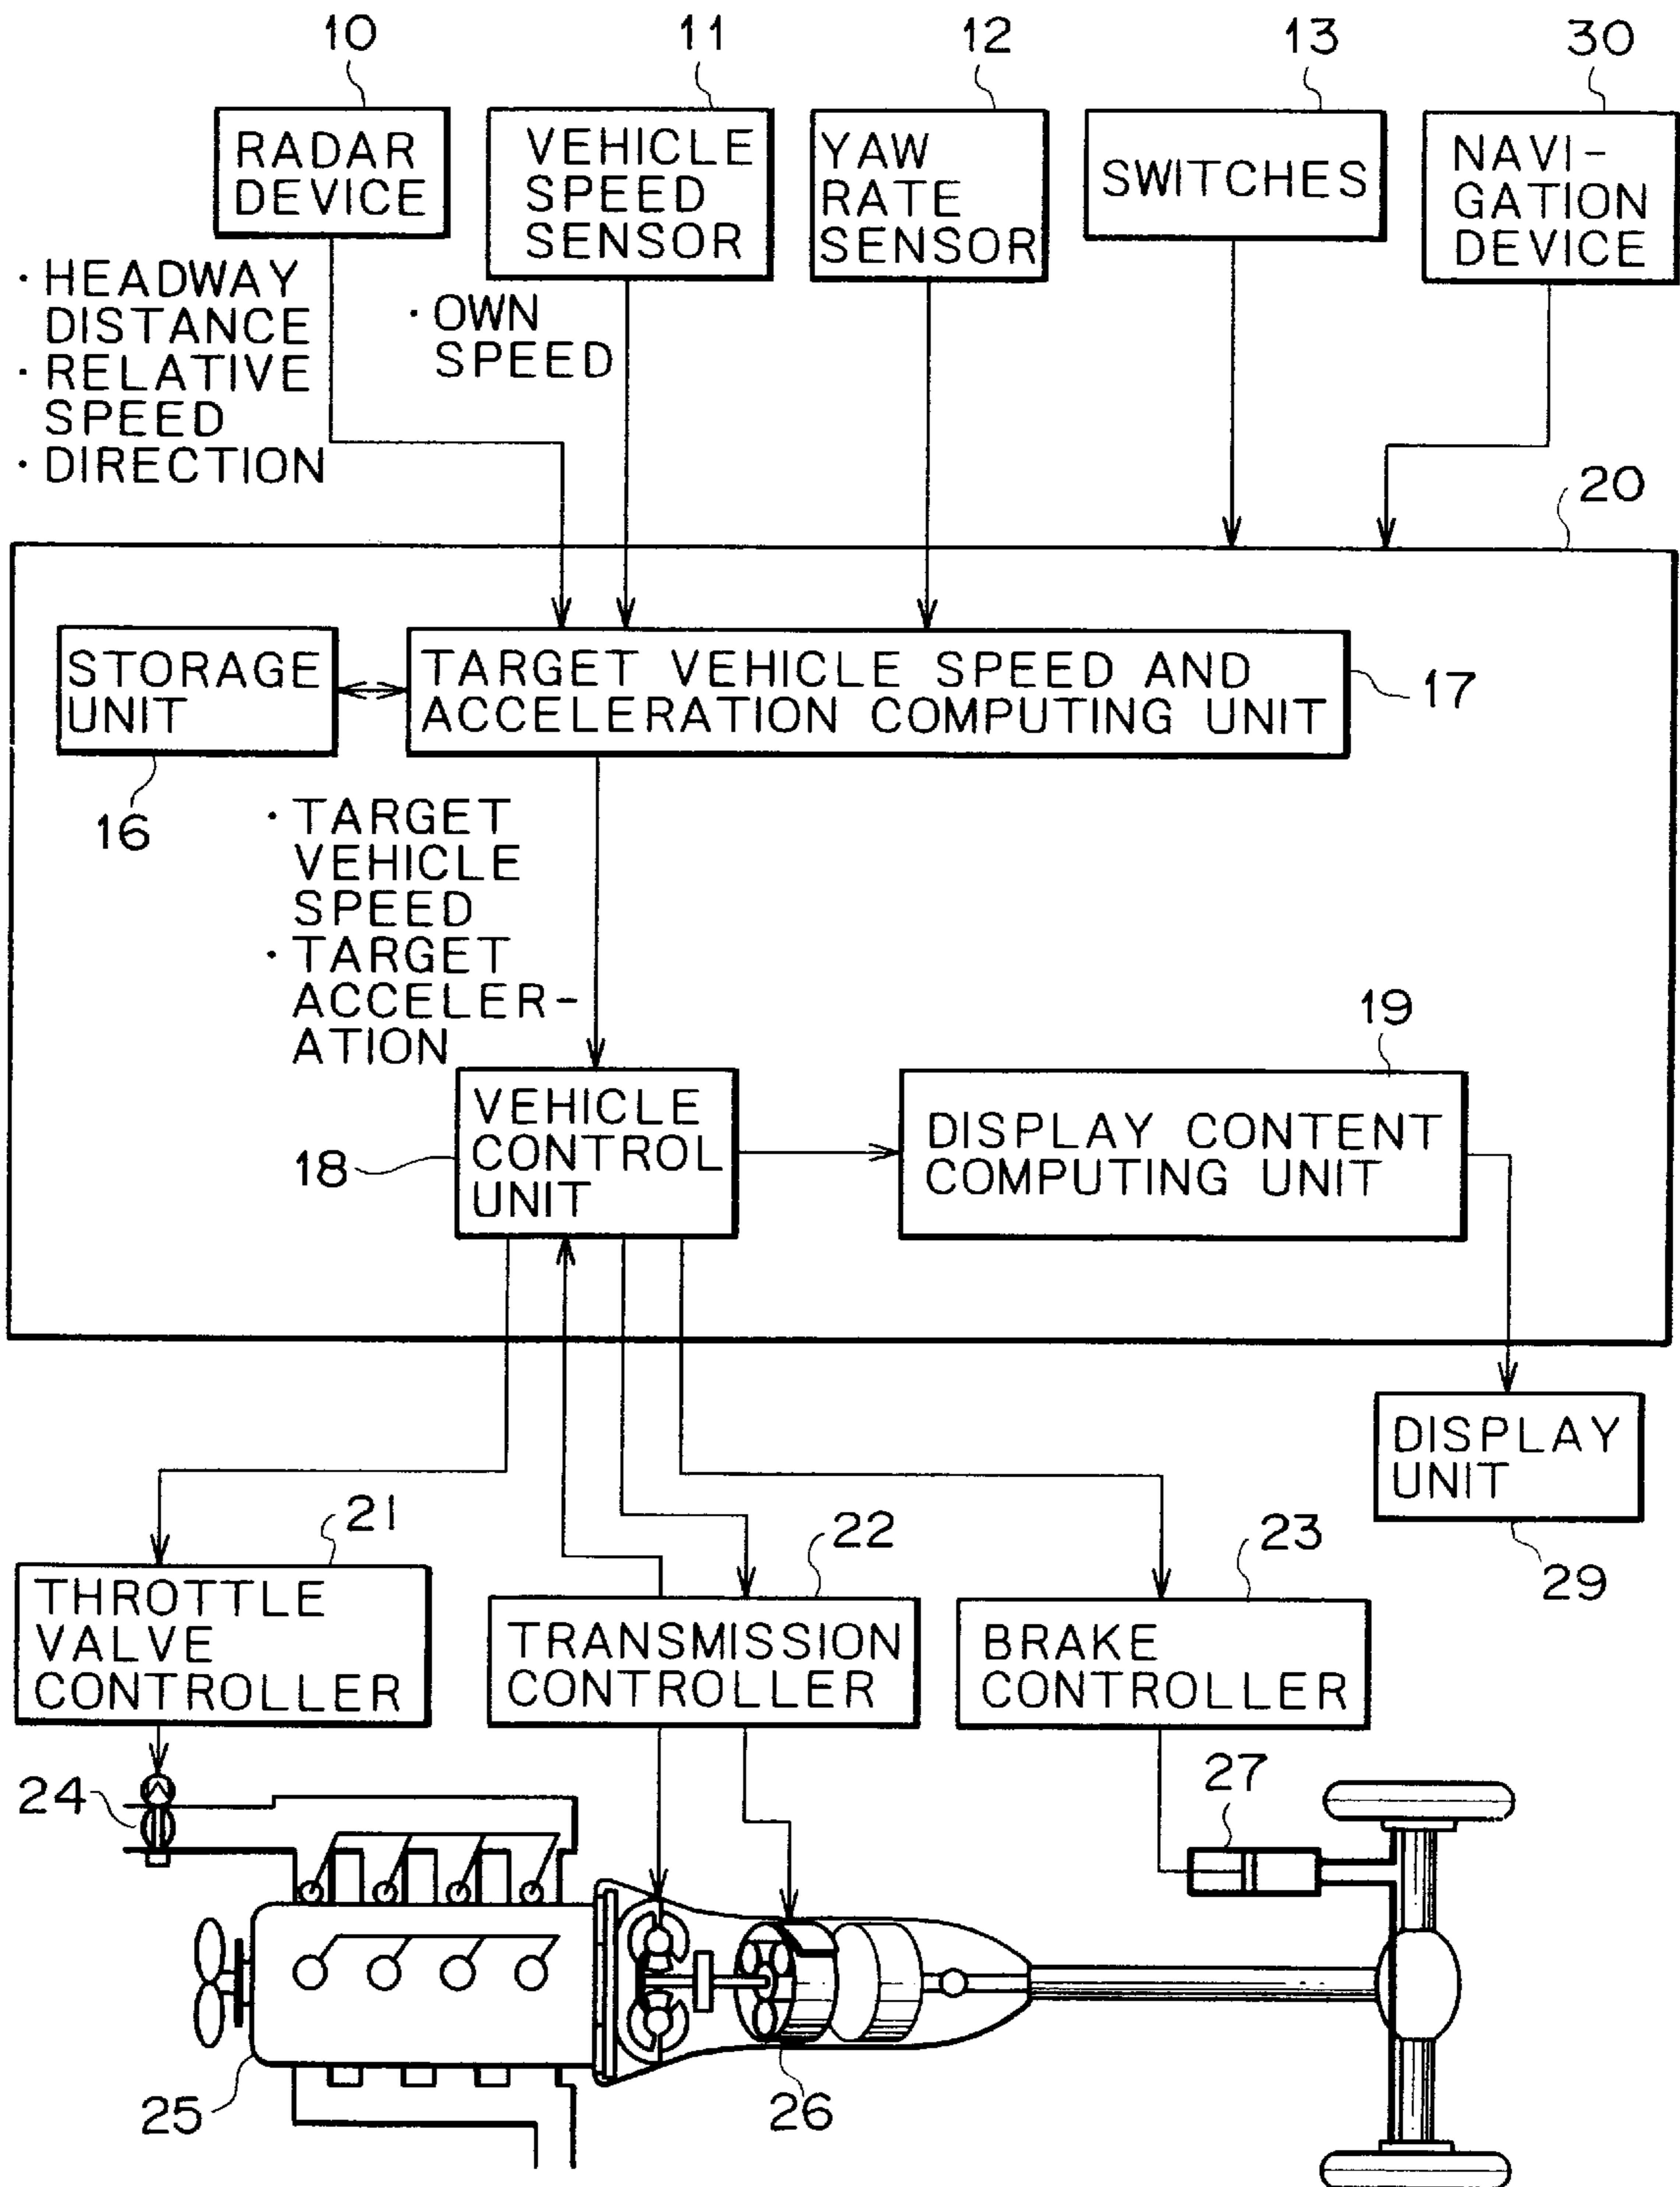 10
11
12
13
30
RADAR
DEVICE
VEHICLE
SPEED
SENSOR
YAW
RATE
SENSOR
SWITCHES
NAVI-
GATION
DEVICE
· HEADWAY
DISTANCE
· RELATIVE
SPEED
· DIRECTION
· OWN
SPEED
20
STORAGE
UNIT
16
TARGET VEHICLE SPEED AND
ACCELERATION COMPUTING UNIT
17
· TARGET
VEHICLE
SPEED
· TARGET
ACCELER-
ATION
18
VEHICLE
CONTROL
UNIT
19
DISPLAY CONTENT
COMPUTING UNIT
DISPLAY
UNIT
29
21
THROTTLE
VALVE
CONTROLLER
22
TRANSMISSION
CONTROLLER
23
BRAKE
CONTROLLER
24
27
25
26